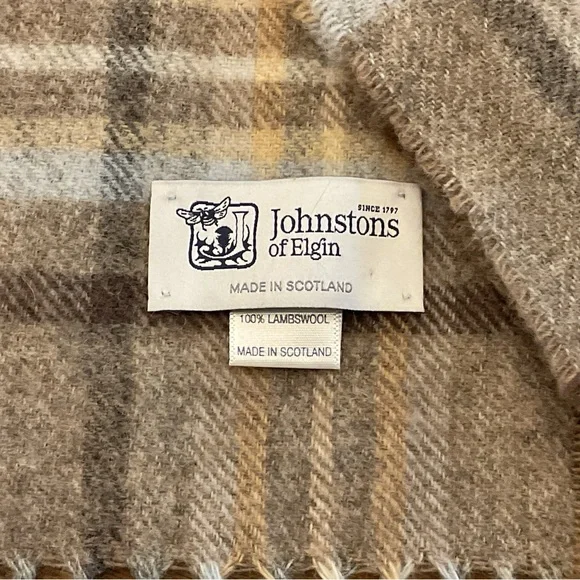 SINCE 1797
Johnstons
of Elgin
MADE IN SCOTLAND
100% LAMBSWOOL
MADE IN SCOTLAND